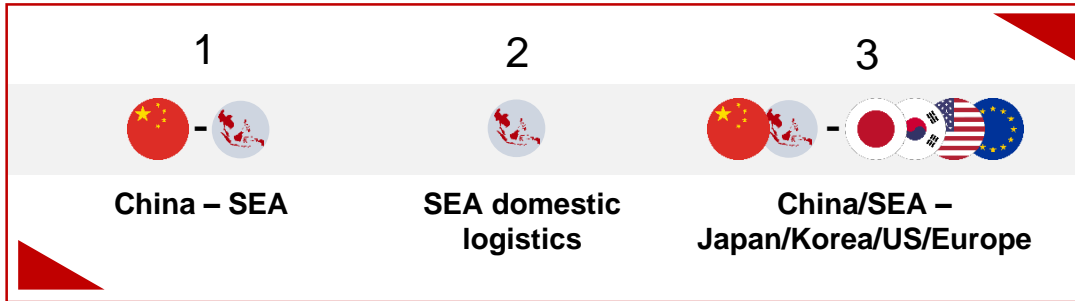 1
2
3
China – SEA
SEA domestic
logistics
China/SEA –
Japan/Korea/US/Europe